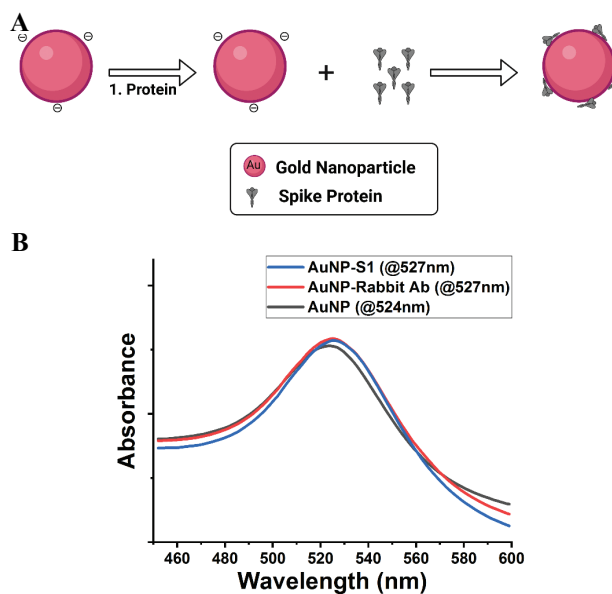 A
⊖ ⊖ ⊖ ⊖
1. Protein
+
⊖ ⊖
Au Gold Nanoparticle
Spike Protein
B
AuNP-S1 (@527nm)
AuNP-Rabbit Ab (@527nm)
AuNP (@524nm)
Absorbance
460 480 500 520 540 560 580 600
Wavelength (nm)